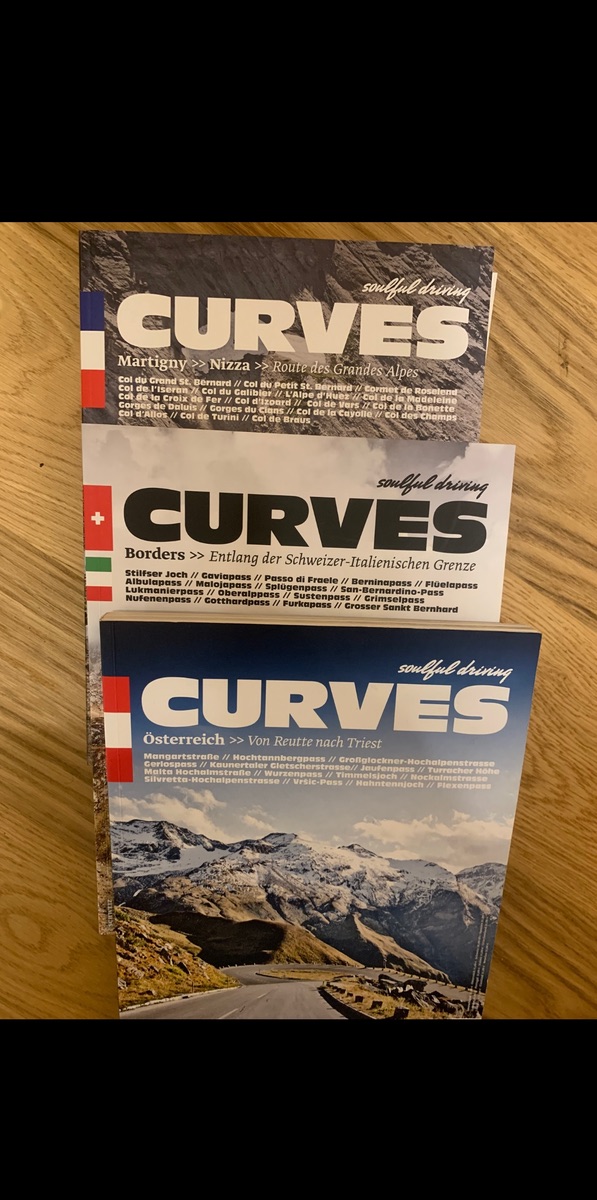 soulful driving
CURVES
Martigny >> Nizza >> Route des Grandes Alpes
Col du Grand St. Bernard // Col du Petit St. Bernard // Cormet de Roselend
Col de l'Iseran // Col du Galibier // L'Alpe d'Huez // Col de la Madeleine
Col de la Croix de Fer // Col d'Izoard // Col de Vars // Col de la Bonette
Gorges de Daluis // Gorges du Cians // Col de la Cayolle // Col des Champs
Col d'Allos // Col de Turini // Col de Braus
soulful driving
CURVES
Borders >> Entlang der Schweizer-Italienischen Grenze
Stilfser Joch // Gaviapass // Passo di Fraele // Berninapass // Flüelapass
Albulapass // Malojapass // Splügenpass // San-Bernardino-Pass
Lukmanierpass // Oberalppass // Sustenpass // Grimselpass
Nufenenpass // Gotthardpass // Furkapass // Grosser Sankt Bernhard
soulful driving
CURVES
Österreich >> Von Reutte nach Triest
Mangartstraße // Hochtannbergpass // Großglockner-Hochalpenstrasse
Gerlospass // Kaunertaler Gletscherstrasse // Jaufenpass // Turracher Höhe
Malta Hochalmstraße // Wurzenpass // Timmelsjoch // Nockalmstrasse
Silvretta-Hochalpenstrasse // Vršic-Pass // Hahntennjoch // Flexenpass